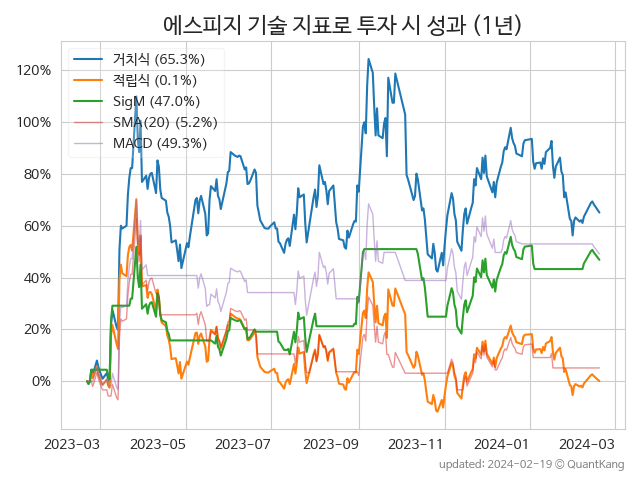 에스피지 기술 지표로 투자 시 성과 (1년)
거치식 (65.3%)
적립식 (0.1%)
SigM (47.0%)
SMA(20) (5.2%)
MACD (49.3%)
120%
100%
80%
60%
40%
20%
0%
2023-03 2023-05 2023-07 2023-09 2023-11 2024-01 2024-03
updated: 2024-02-19 © QuantKang